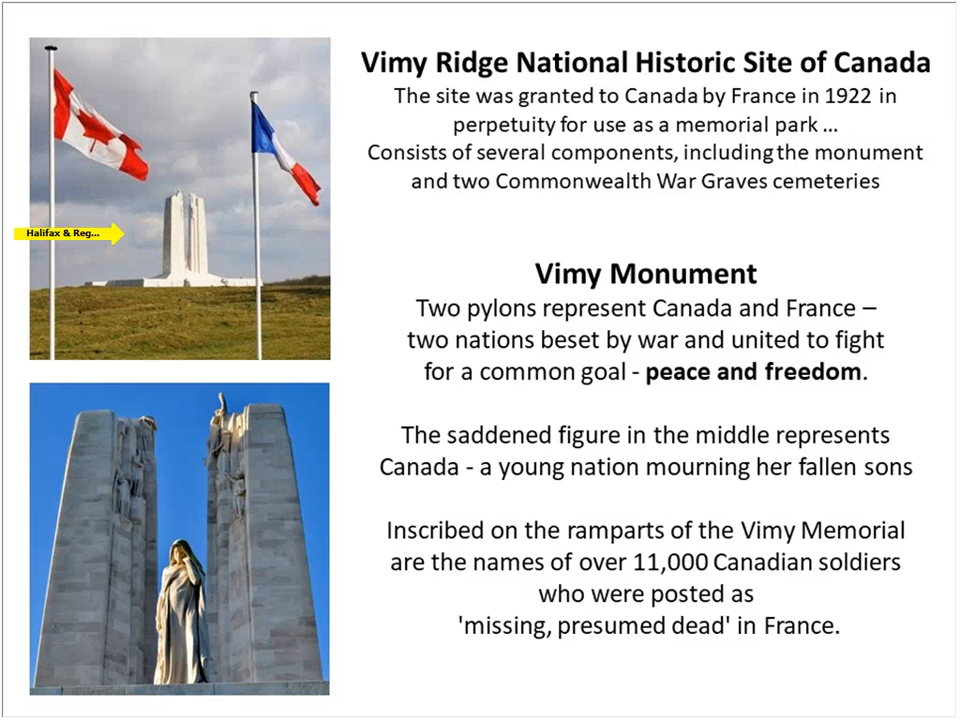 Vimy Ridge National Historic Site of Canada
The site was granted to Canada by France in 1922 in
perpetuity for use as a memorial park ...
Consists of several components, including the monument
and two Commonwealth War Graves cemeteries
Halifax & Reg...
Vimy Monument
Two pylons represent Canada and France –
two nations beset by war and united to fight
for a common goal - peace and freedom.
The saddened figure in the middle represents
Canada - a young nation mourning her fallen sons
Inscribed on the ramparts of the Vimy Memorial
are the names of over 11,000 Canadian soldiers
who were posted as
'missing, presumed dead' in France.